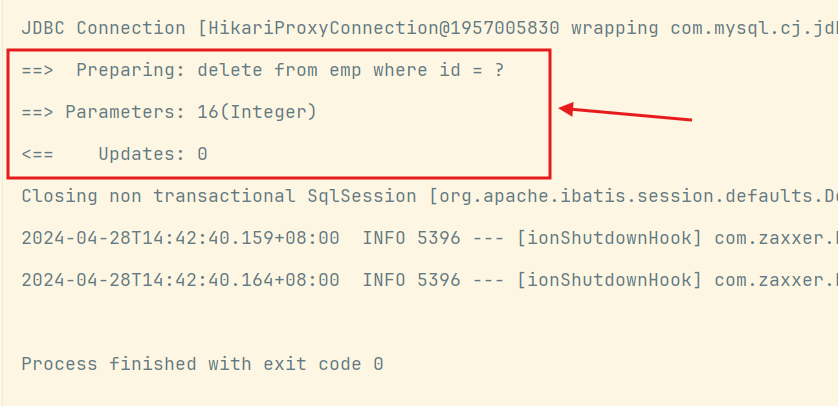 JDBC Connection [HikariProxyConnection@1957005830 wrapping com.mysql.cj.jd
==>  Preparing: delete from emp where id = ?
==> Parameters: 16(Integer)
<==    Updates: 0
Closing non transactional SqlSession [org.apache.ibatis.session.defaults.De
2024-04-28T14:42:40.159+08:00  INFO 5396 --- [ionShutdownHook] com.zaxxer.
2024-04-28T14:42:40.164+08:00  INFO 5396 --- [ionShutdownHook] com.zaxxer.
Process finished with exit code 0